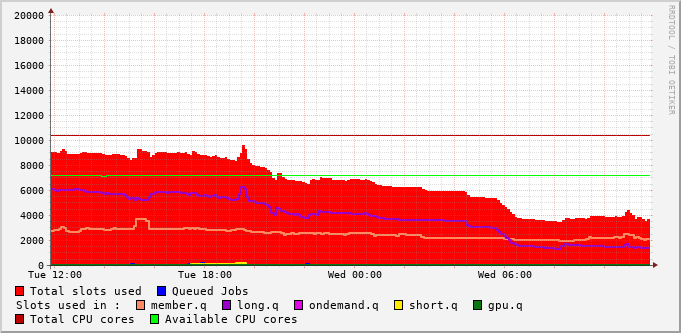 20000
18000
16000
14000
12000
10000
8000
6000
4000
2000
0
Tue 12:00 Tue 18:00 Wed 00:00 Wed 06:00
Total slots used Queued Jobs
Slots used in : member.q long.q ondemand.q short.q gpu.q
Total CPU cores Available CPU cores
RRDTOOL / TOBI OETIKER